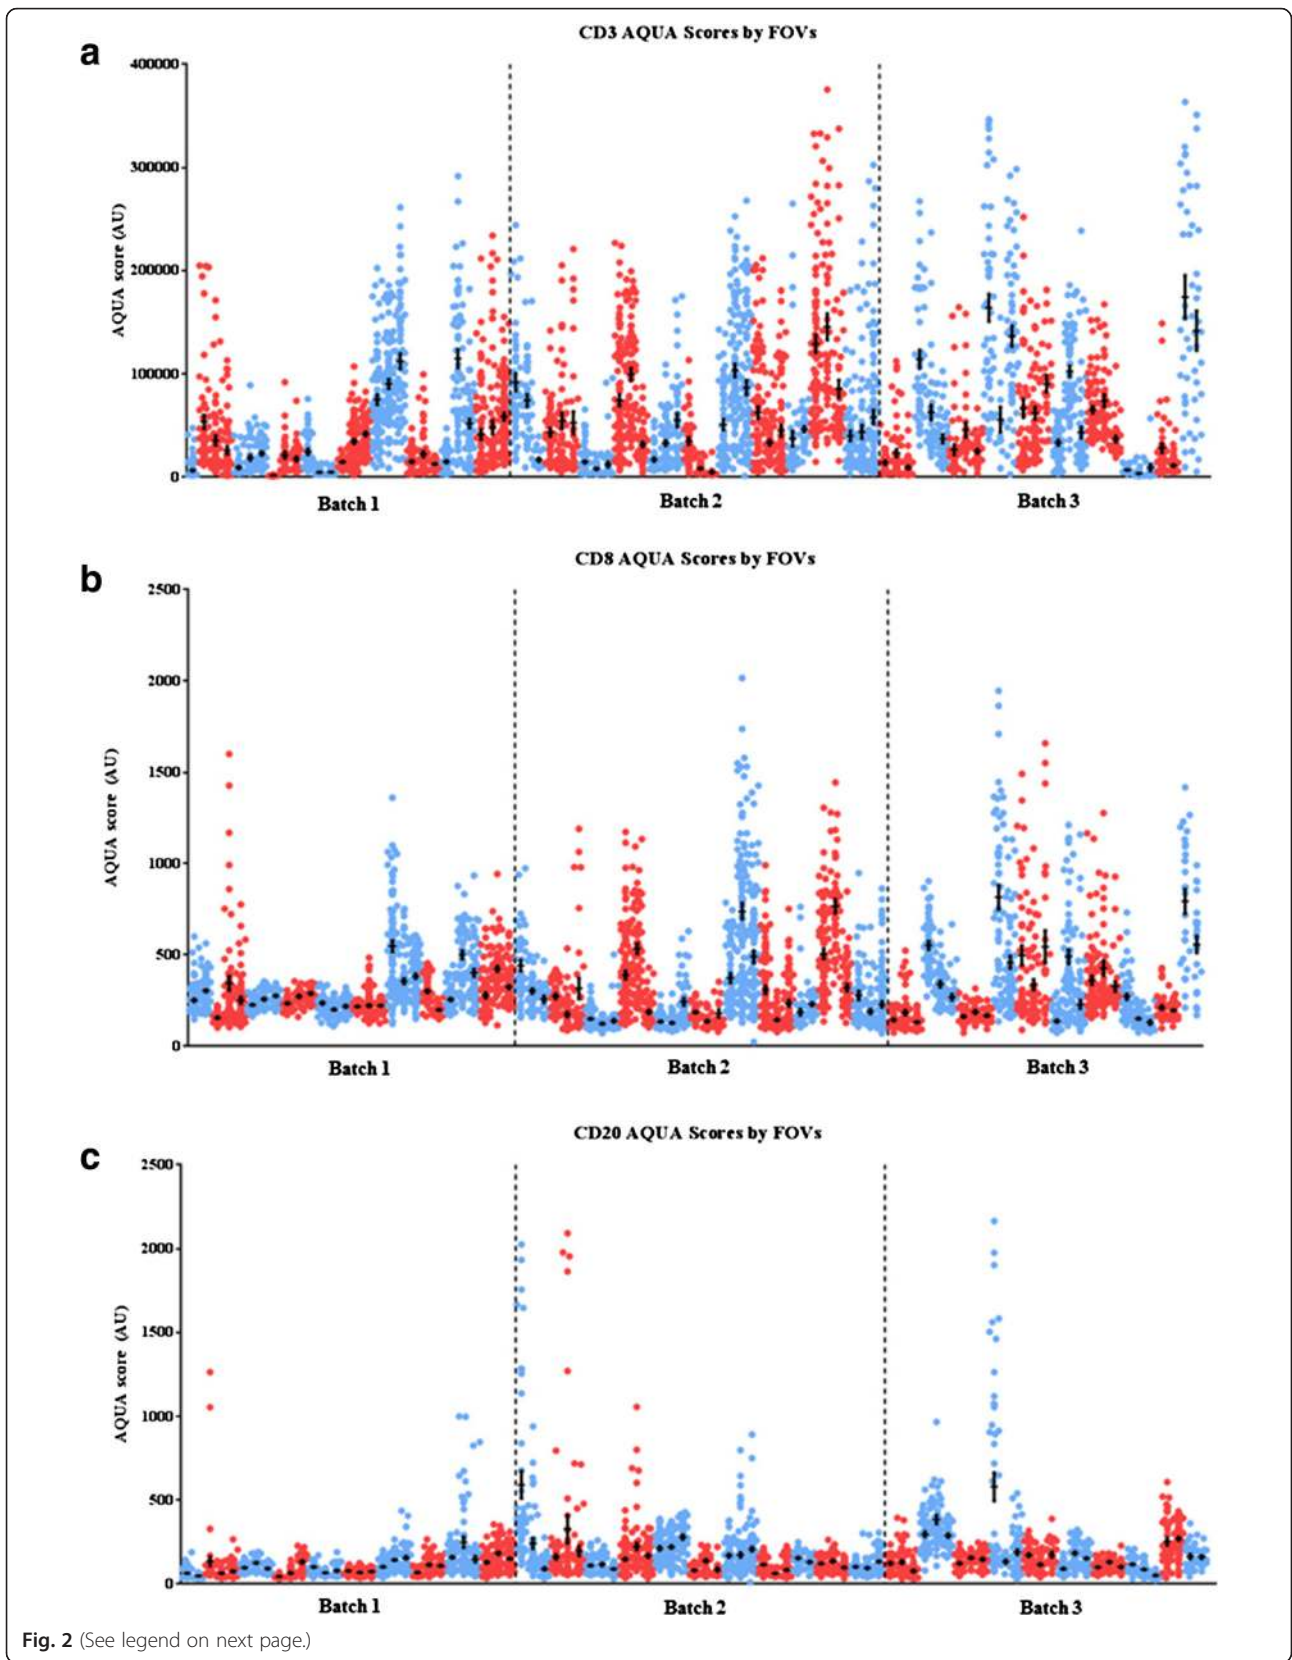 a
CD3 AQUA Scores by FOVs
400000
300000
200000
100000
0
AQUA score (AU)
Batch 1
Batch 2
Batch 3
b
CD8 AQUA Scores by FOVs
2500
2000
1500
1000
500
0
AQUA score (AU)
Batch 1
Batch 2
Batch 3
c
CD20 AQUA Scores by FOVs
2500
2000
1500
1000
500
0
AQUA score (AU)
Batch 1
Batch 2
Batch 3
Fig. 2 (See legend on next page.)